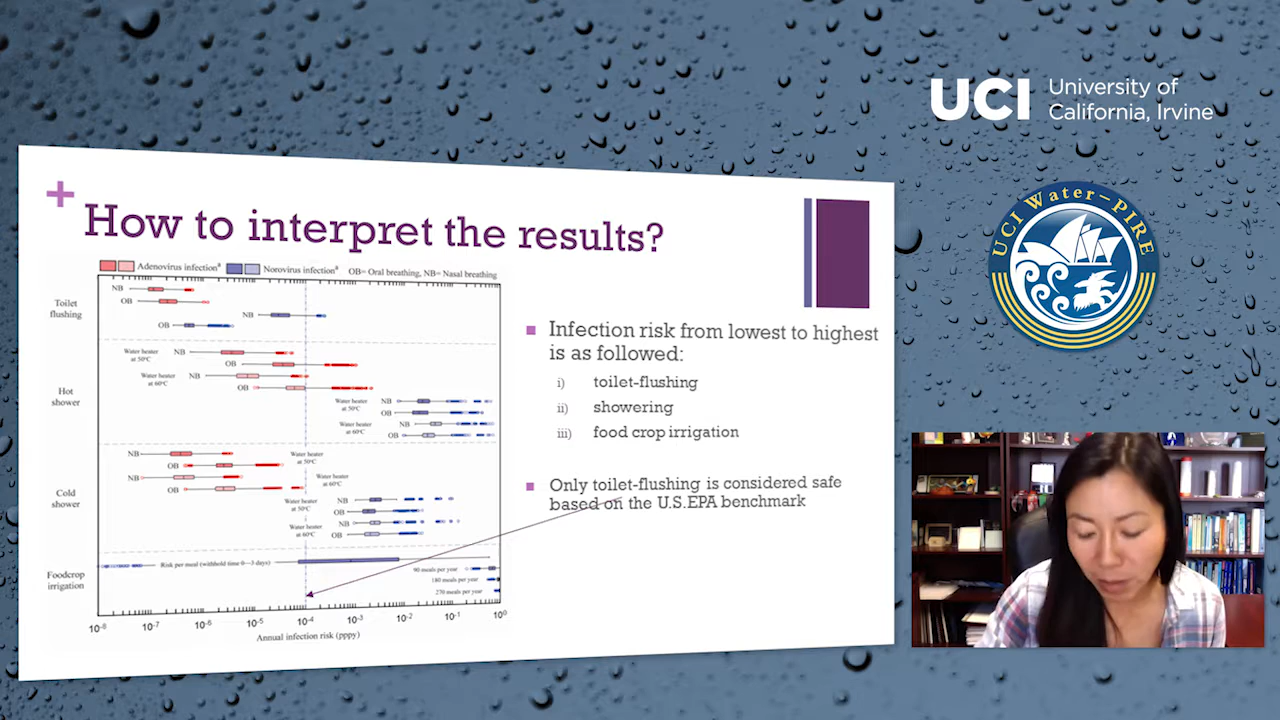 UCI University of
California, Irvine
UCI Water-PIRE
+
How to interpret the results?
Adenovirus infectionᵃ Norovirus infectionᵃ OB= Oral breathing, NB= Nasal breathing
Toilet
flushing
NB
OB
NB
OB
Hot
shower
Water heater
at 50°C
NB
OB
Water heater
at 60°C
NB
OB
Water heater
at 50°C
NB
OB
Water heater
at 60°C
NB
OB
Cold
shower
NB
OB
Water heater
at 50°C
NB
OB
Water heater
at 60°C
Water heater
at 50°C
NB
OB
Water heater
at 60°C
NB
OB
Foodcrop
irrigation
Risk per meal (withhold time 0—3 days)
90 meals per year
180 meals per year
270 meals per year
10⁻⁸ 10⁻⁷ 10⁻⁶ 10⁻⁵ 10⁻⁴ 10⁻³ 10⁻² 10⁻¹ 10⁰
Annual infection risk (pppy)
Infection risk from lowest to highest
is as followed:
i) toilet-flushing
ii) showering
iii) food crop irrigation
Only toilet-flushing is considered safe
based on the U.S.EPA benchmark